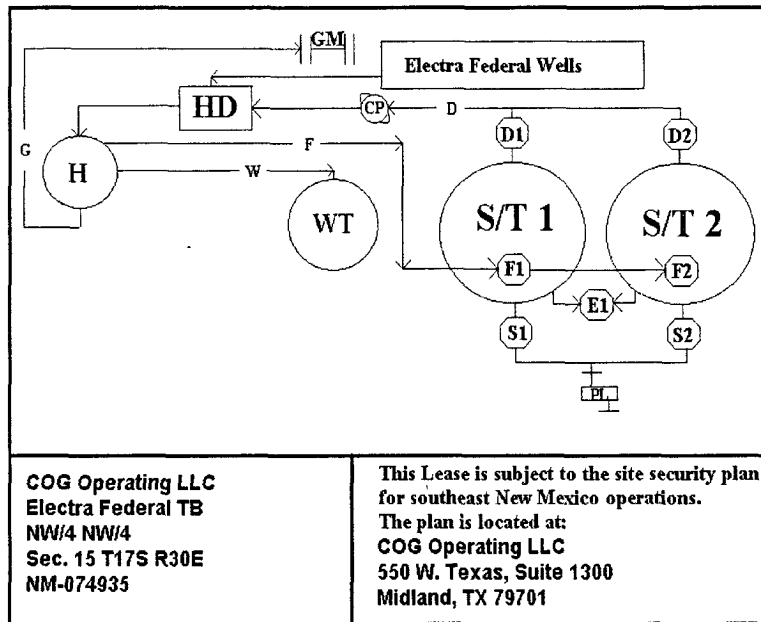 GM
Electra Federal Wells
HD
CP
D
D1
D2
G
H
F
W
WT
S/T 1
S/T 2
F1
F2
E1
S1
S2
PL
COG Operating LLC
Electra Federal TB
NW/4 NW/4
Sec. 15 T17S R30E
NM-074935
This Lease is subject to the site security plan
for southeast New Mexico operations.
The plan is located at:
COG Operating LLC
550 W. Texas, Suite 1300
Midland, TX 79701